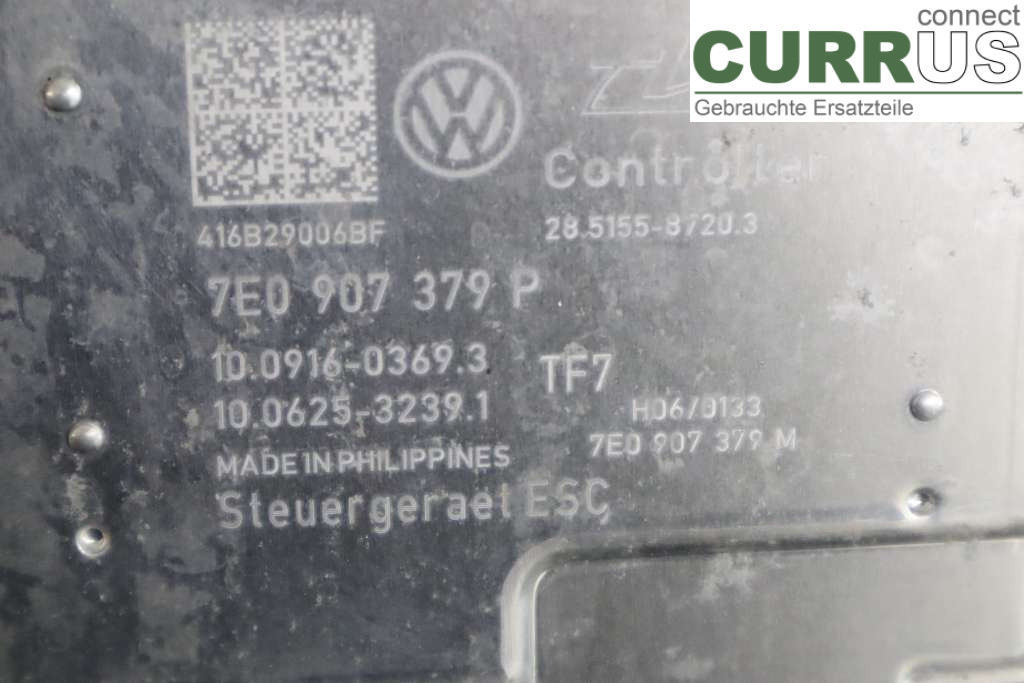 connect
CURRUS
Gebrauchte Ersatzteile
Controller
416B29006BF
28.5155-8720.3
7E0 907 379 P
10.0916-0369.3
TF7
10.0625-3239.1
H06/0133
7E0 907 379 M
MADE IN PHILIPPINES
Steuergeraet ESC